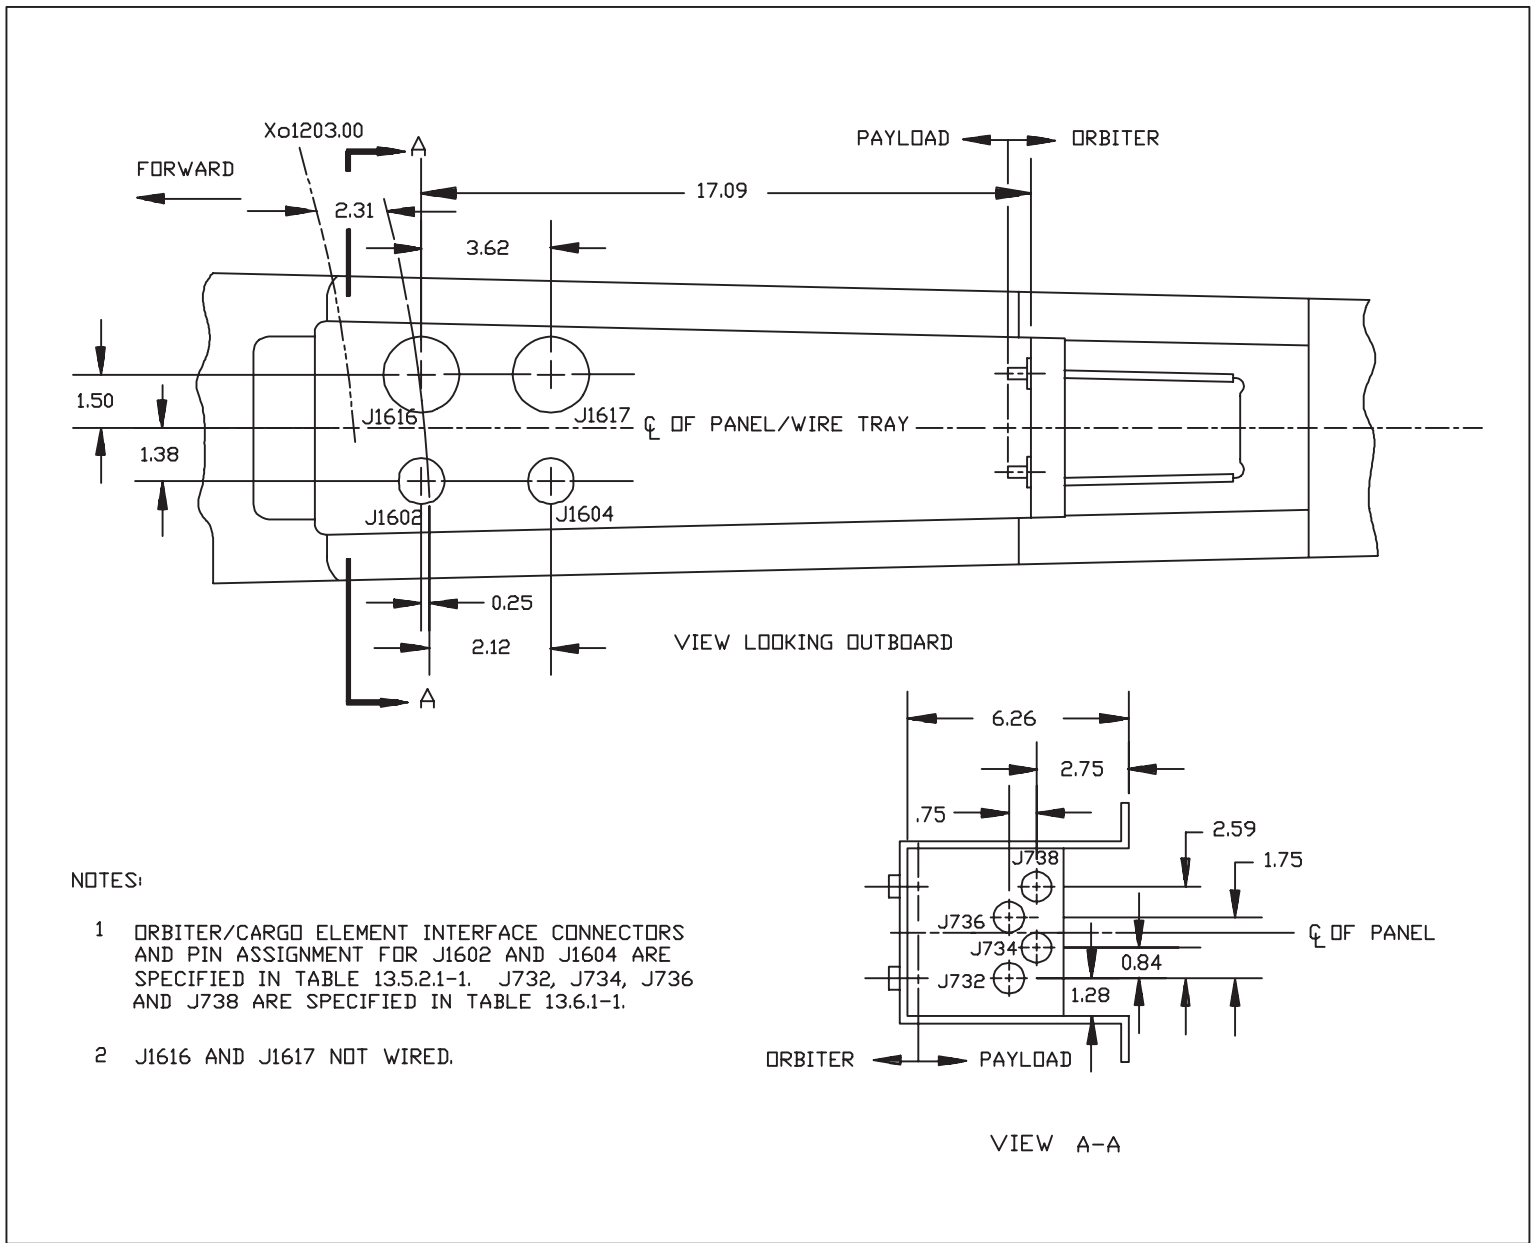 Xo1203.00
A
PAYLOAD
ORBITER
FORWARD
17.09
2.31
3.62
1.50
J1616
J1617
℄ OF PANEL/WIRE TRAY
1.38
J1602
J1604
0.25
2.12
VIEW LOOKING OUTBOARD
A
6.26
2.75
.75
2.59
J738
1.75
NOTES:
J736
1 ORBITER/CARGO ELEMENT INTERFACE CONNECTORS
AND PIN ASSIGNMENT FOR J1602 AND J1604 ARE
SPECIFIED IN TABLE 13.5.2.1-1. J732, J734, J736
AND J738 ARE SPECIFIED IN TABLE 13.6.1-1.
℄ OF PANEL
J734
0.84
J732
1.28
2 J1616 AND J1617 NOT WIRED.
ORBITER
PAYLOAD
VIEW A-A